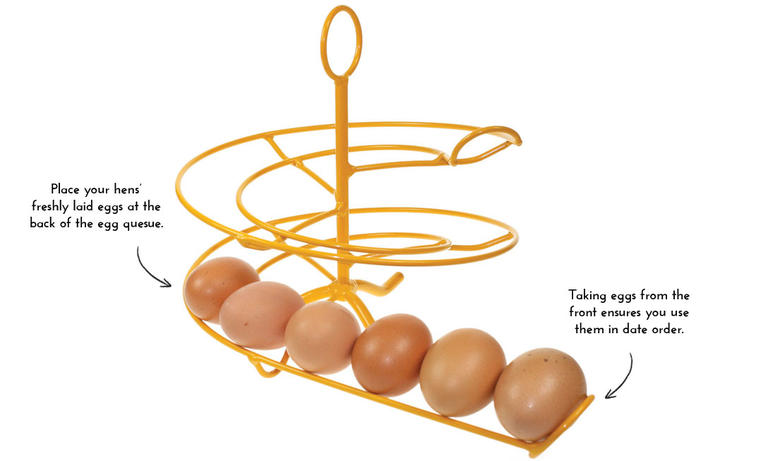 Place your hens'
freshly laid eggs at the
back of the egg quesue.
Taking eggs from the
front ensures you use
them in date order.